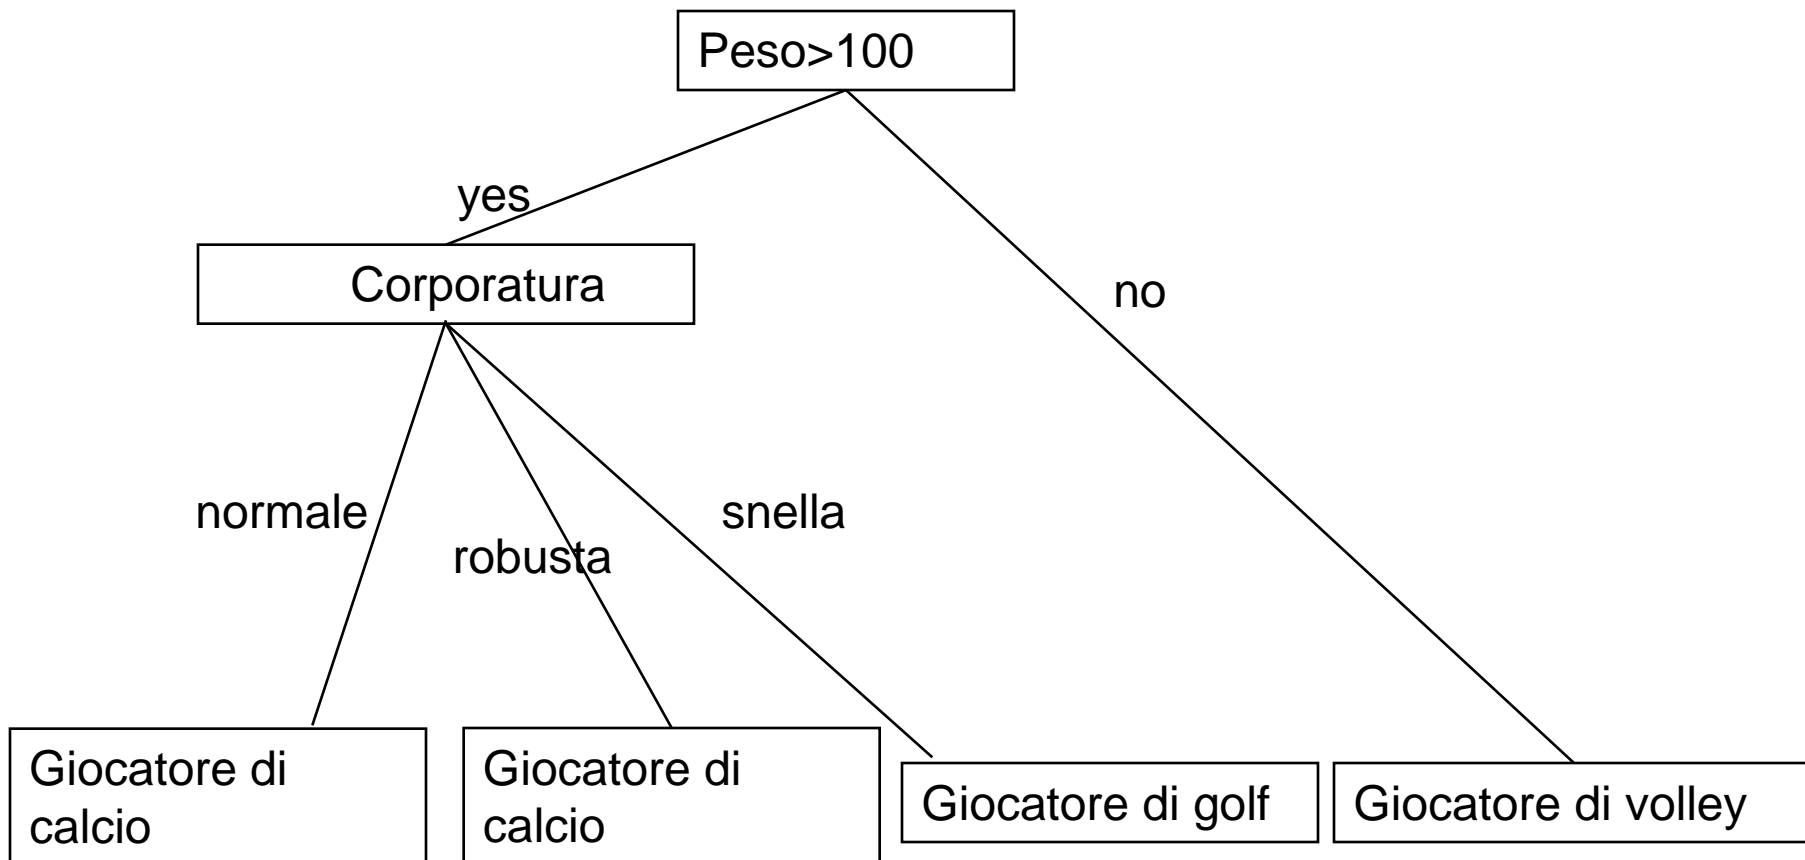 Peso>100
yes
Corporatura
no
normale
snella
robusta
Giocatore di
calcio
Giocatore di
calcio
Giocatore di golf
Giocatore di volley